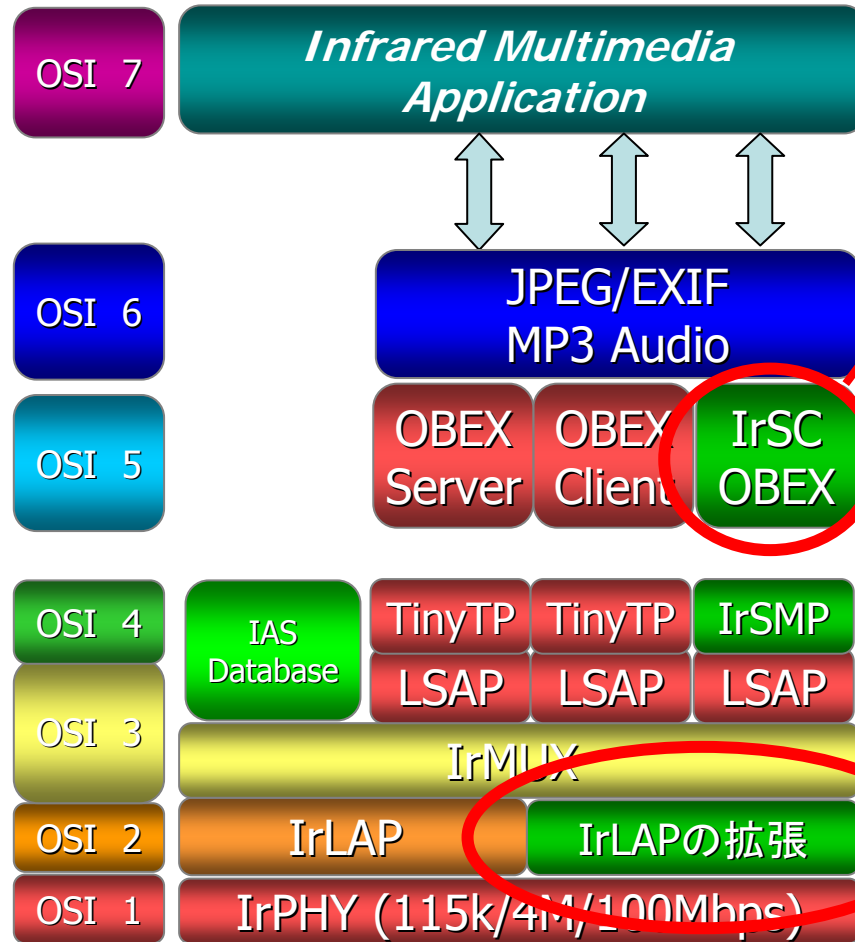 OSI 7
Infrared Multimedia
Application
OSI 6
JPEG/EXIF
MP3 Audio
OSI 5
OBEX
Server
OBEX
Client
IrSC
OBEX
OSI 4
IAS
Database
TinyTP
TinyTP
IrSMP
LSAP
LSAP
LSAP
OSI 3
IrMUX
OSI 2
IrLAP
IrLAPの拡張
OSI 1
IrPHY (115k/4M/100Mbps)